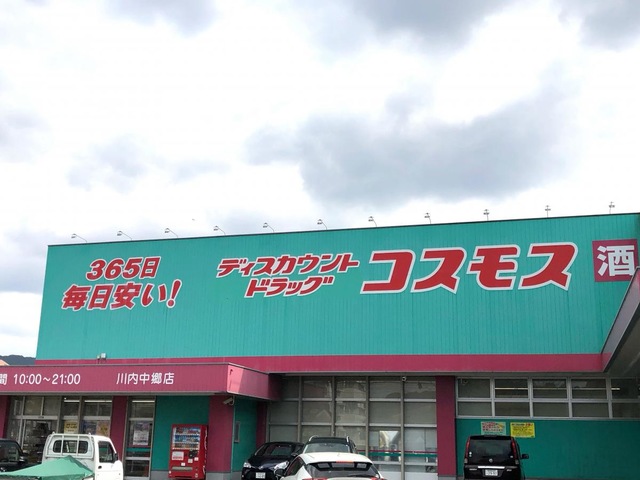 365日
毎日安い!
ディスカウント
ドラッグ
コスモス
酒
間 10:00～21:00 川内中郷店